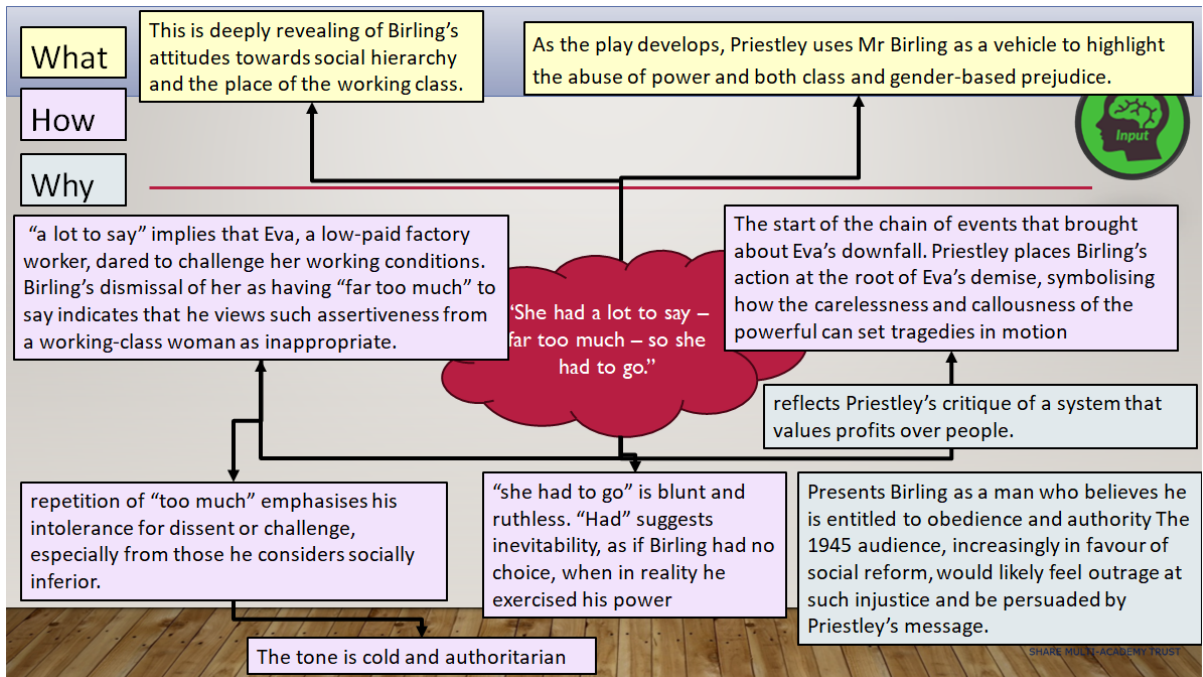 What
How
Why
This is deeply revealing of Birling's
attitudes towards social hierarchy
and the place of the working class.
As the play develops, Priestley uses Mr Birling as a vehicle to highlight
the abuse of power and both class and gender-based prejudice.
Input
"a lot to say" implies that Eva, a low-paid factory
worker, dared to challenge her working conditions.
Birling's dismissal of her as having "far too much" to
say indicates that he views such assertiveness from
a working-class woman as inappropriate.
"She had a lot to say –
far too much – so she
had to go."
The start of the chain of events that brought
about Eva's downfall. Priestley places Birling's
action at the root of Eva's demise, symbolising
how the carelessness and callousness of the
powerful can set tragedies in motion
reflects Priestley's critique of a system that
values profits over people.
repetition of "too much" emphasises his
intolerance for dissent or challenge,
especially from those he considers socially
inferior.
"she had to go" is blunt and
ruthless. "Had" suggests
inevitability, as if Birling had no
choice, when in reality he
exercised his power
Presents Birling as a man who believes he
is entitled to obedience and authority The
1945 audience, increasingly in favour of
social reform, would likely feel outrage at
such injustice and be persuaded by
Priestley's message.
The tone is cold and authoritarian
SHARE MULTI-ACADEMY TRUST